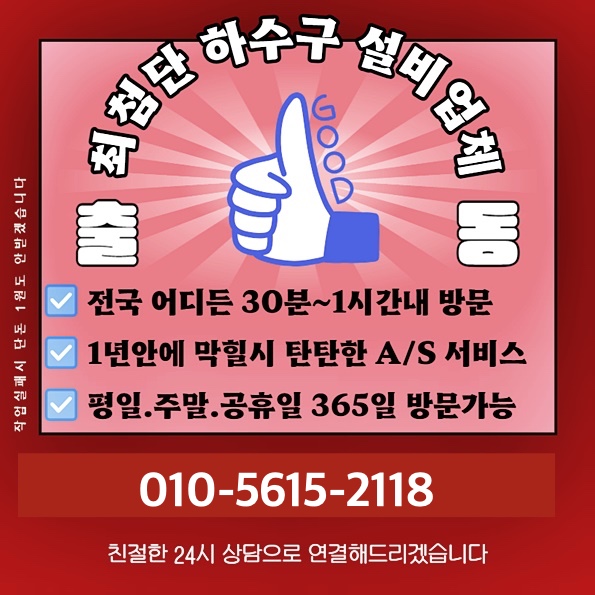 최첨단 하수구 설비업체
GOOD
출 동
전국 어디든 30분~1시간내 방문
1년안에 막힐시 탄탄한 A/S 서비스
평일.주말.공휴일 365일 방문가능
작업실패시 단돈 1원도 안받겠습니다
010-5615-2118
친절한 24시 상담으로 연결해드리겠습니다